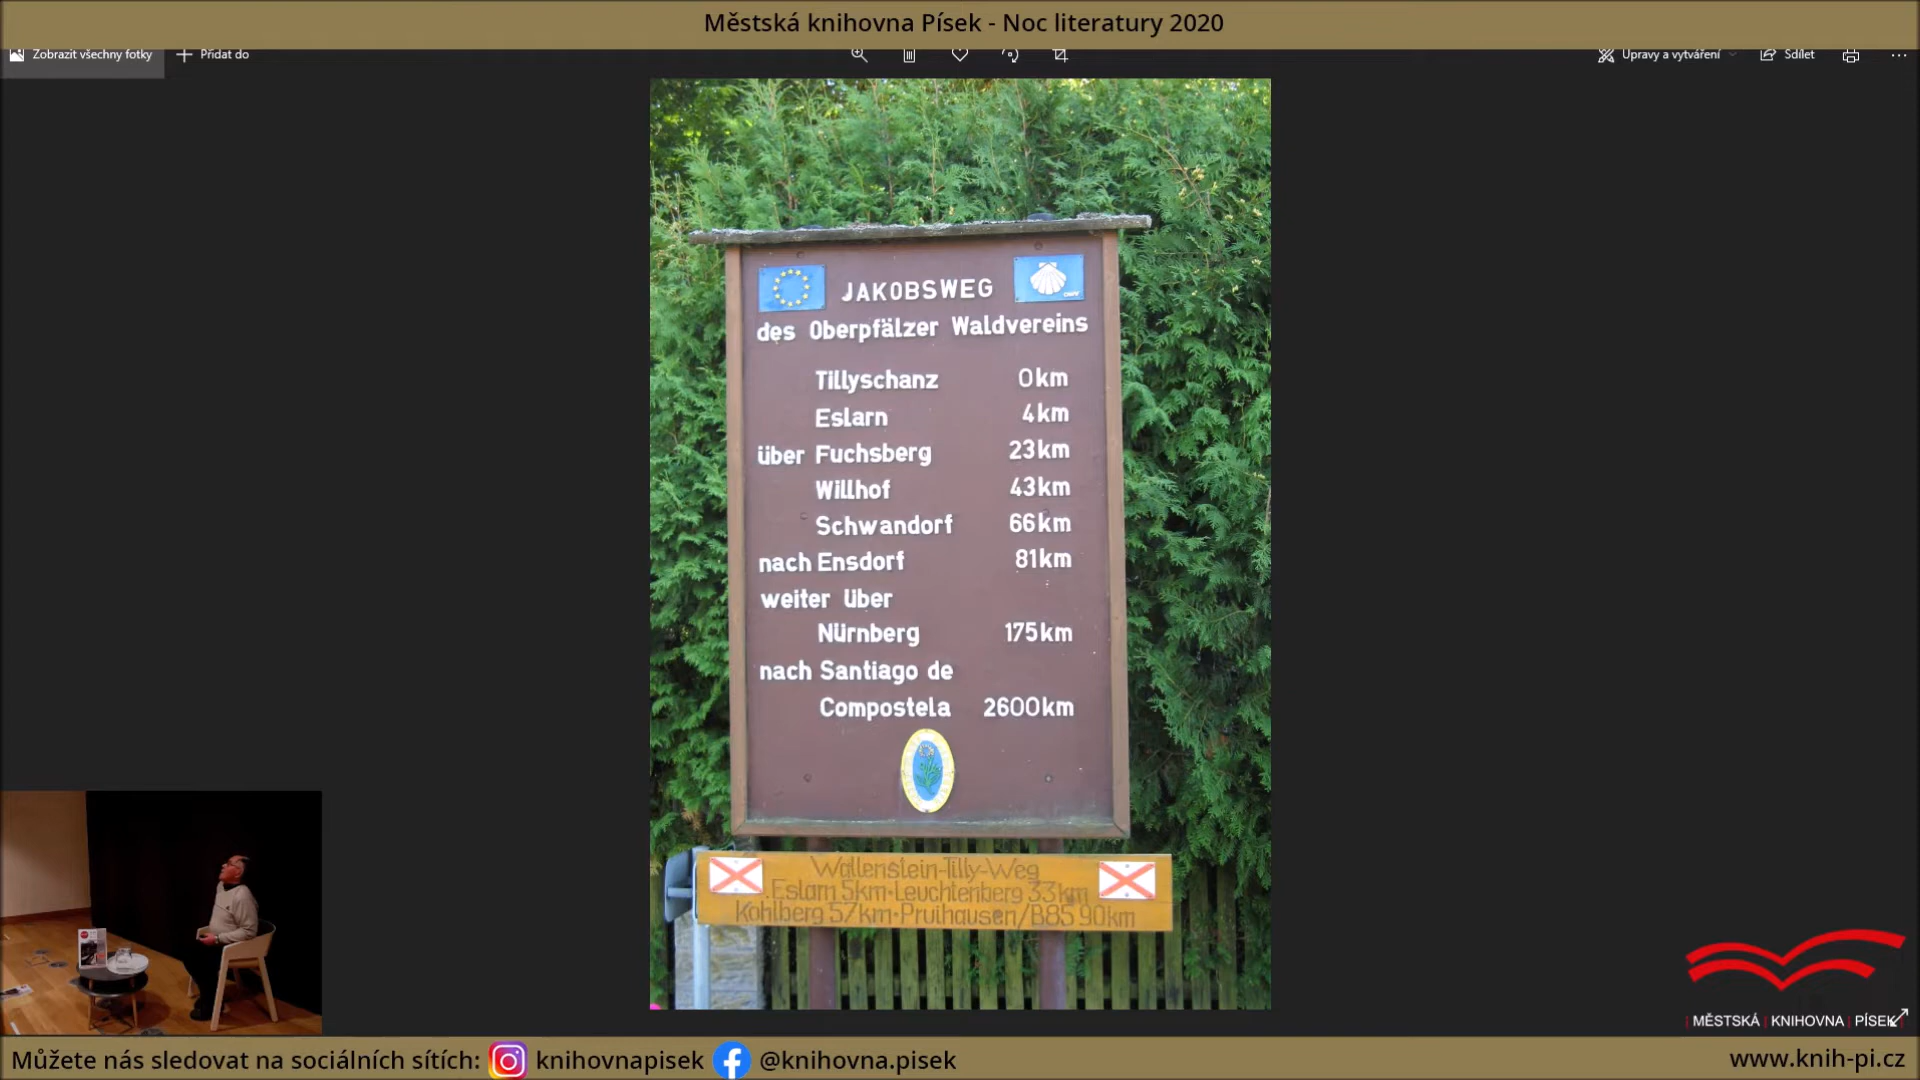 Městská knihovna Písek - Noc literatury 2020
Zobrazit všechny fotky
Přidat do
Úpravy a vytváření
Sdílet
JAKOBSWEG
des Oberpfälzer Waldvereins
Tillyschanz 0km
Eslarn 4km
über Fuchsberg 23km
Willhof 43km
Schwandorf 66km
nach Ensdorf 81km
weiter über
Nürnberg 175km
nach Santiago de
Compostela 2600km
Wallenstein-Tilly-Weg
Eslarn 5km·Leuchtenberg 33km
Kohlberg 57km·Pruihausen/B85 90km
MĚSTSKÁ KNIHOVNA PÍSEK
Můžete nás sledovat na sociálních sítích: knihovnapisek @knihovna.pisek
www.knih-pi.cz